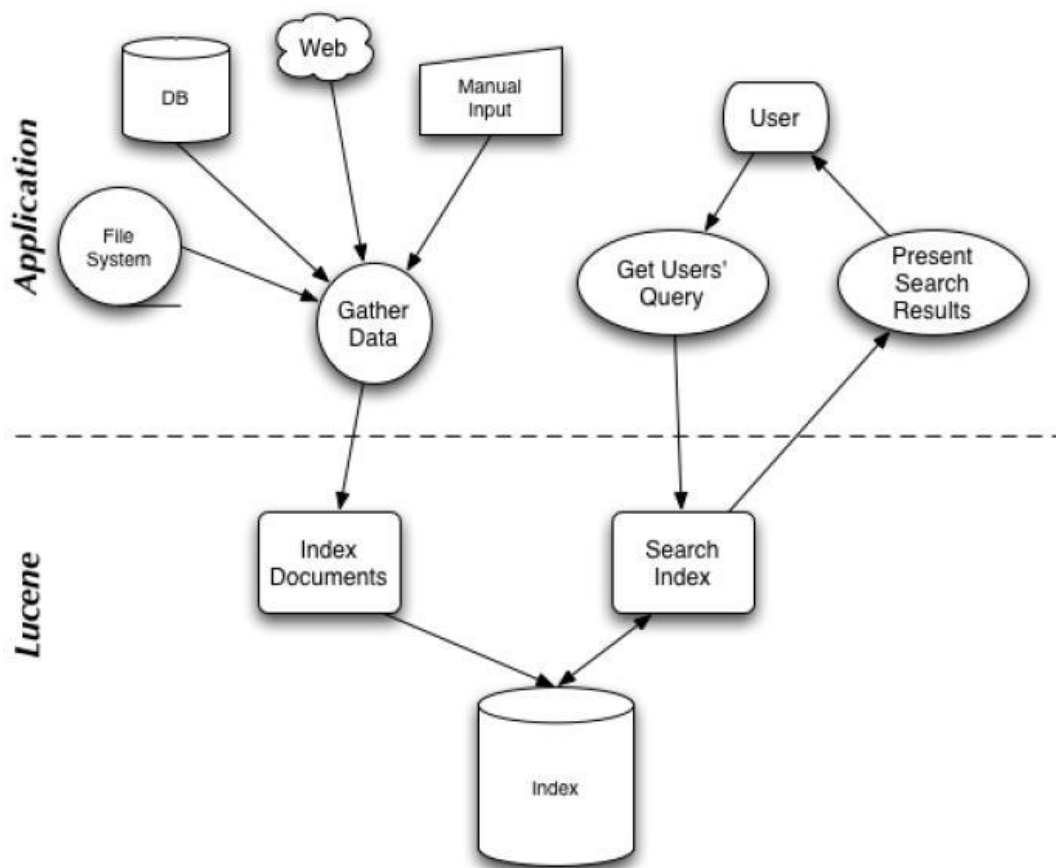 Application
Web
DB
Manual
Input
User
File
System
Gather
Data
Get Users'
Query
Present
Search
Results
Lucene
Index
Documents
Search
Index
Index